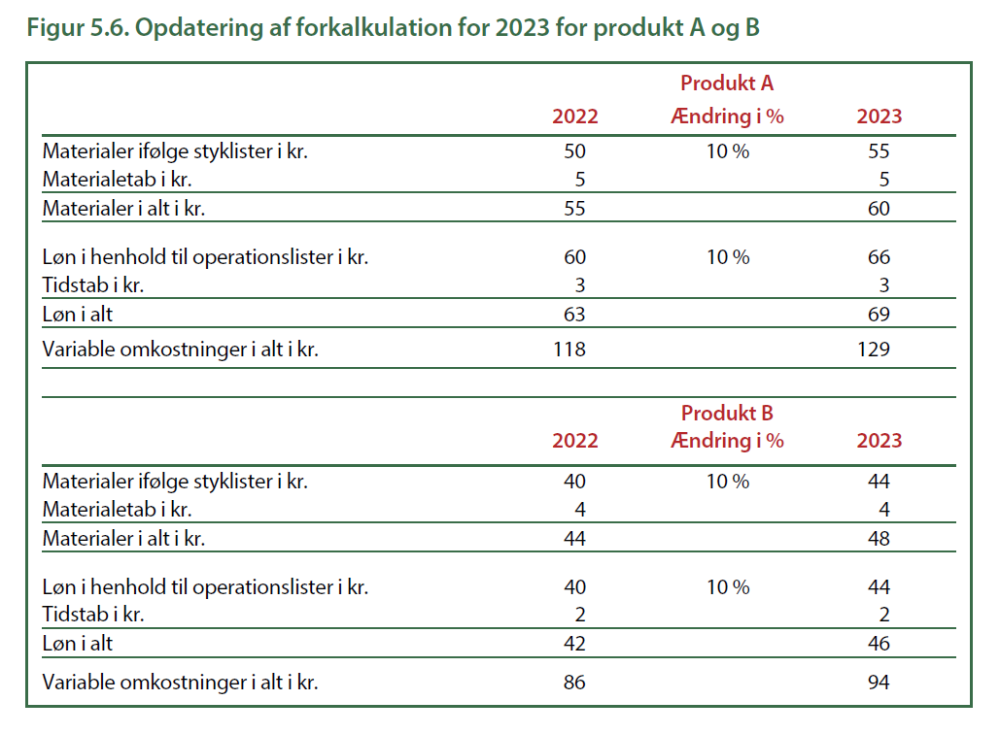 Figur 5.6. Opdatering af forkalkulation for 2023 for produkt A og B
Produkt A
2022 Ændring i % 2023
Materialer ifølge styklister i kr. 50 10 % 55
Materialetab i kr. 5 5
Materialer i alt i kr. 55 60
Løn i henhold til operationslister i kr. 60 10 % 66
Tidstab i kr. 3 3
Løn i alt 63 69
Variable omkostninger i alt i kr. 118 129
Produkt B
2022 Ændring i % 2023
Materialer ifølge styklister i kr. 40 10 % 44
Materialetab i kr. 4 4
Materialer i alt i kr. 44 48
Løn i henhold til operationslister i kr. 40 10 % 44
Tidstab i kr. 2 2
Løn i alt 42 46
Variable omkostninger i alt i kr. 86 94